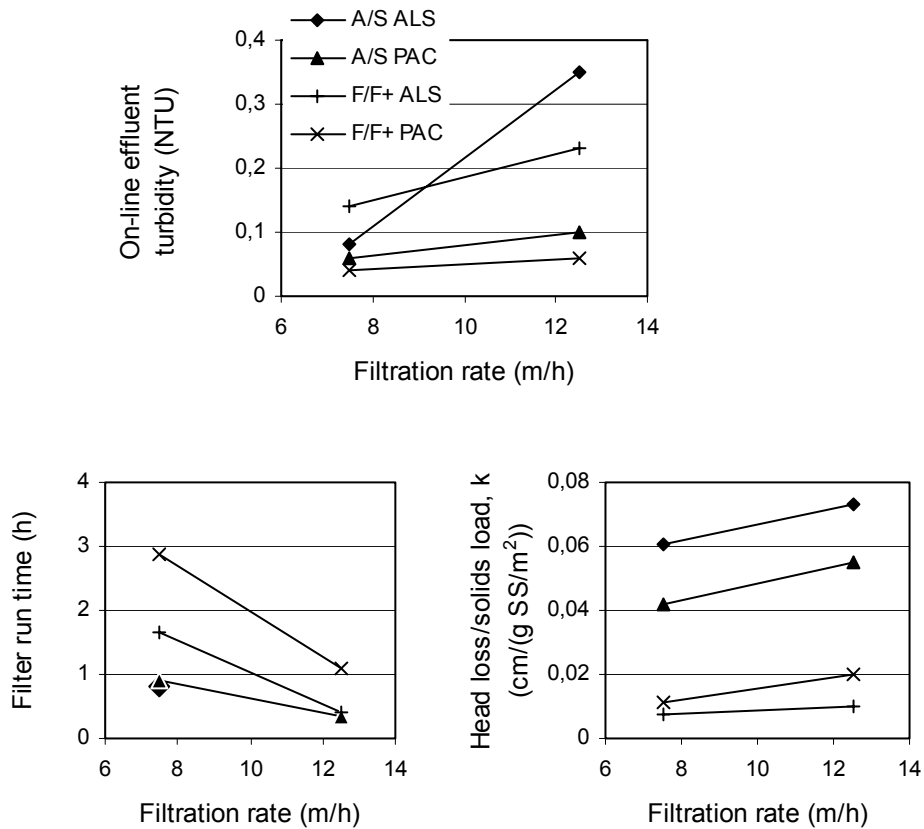 A/S ALS
A/S PAC
F/F+ ALS
F/F+ PAC
On-line effluent
turbidity (NTU)
0,4
0,3
0,2
0,1
0
6 8 10 12 14
Filtration rate (m/h)
Filter run time (h)
4
3
2
1
0
6 8 10 12 14
Filtration rate (m/h)
Head loss/solids load, k
(cm/(g SS/m²))
0,08
0,06
0,04
0,02
0
6 8 10 12 14
Filtration rate (m/h)